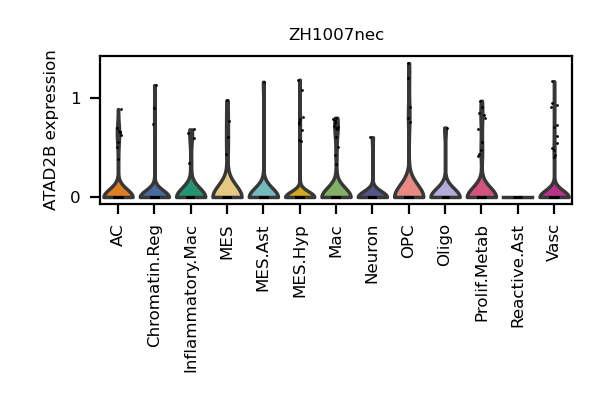 ZH1007nec
ATAD2B expression
1
0
AC
Chromatin.Reg
Inflammatory.Mac
MES
MES.Ast
MES.Hyp
Mac
Neuron
OPC
Oligo
Prolif.Metab
Reactive.Ast
Vasc